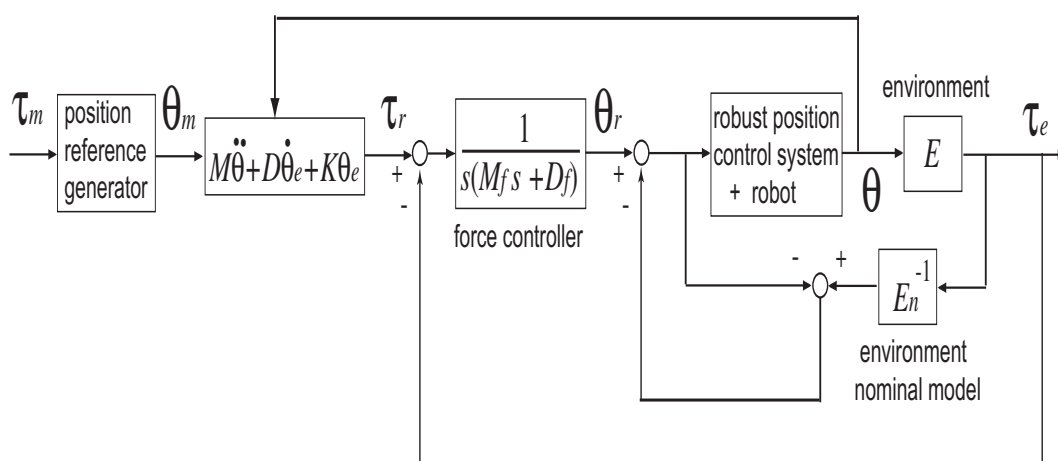 τm
position
reference
generator
θm
Mθ̈+Dθ̇e+Kθe
τr
+
-
1
s(Mf s +Df)
force controller
θr
+
-
robust position
control system
+ robot
θ
environment
E
τe
-
+
En⁻¹
environment
nominal model